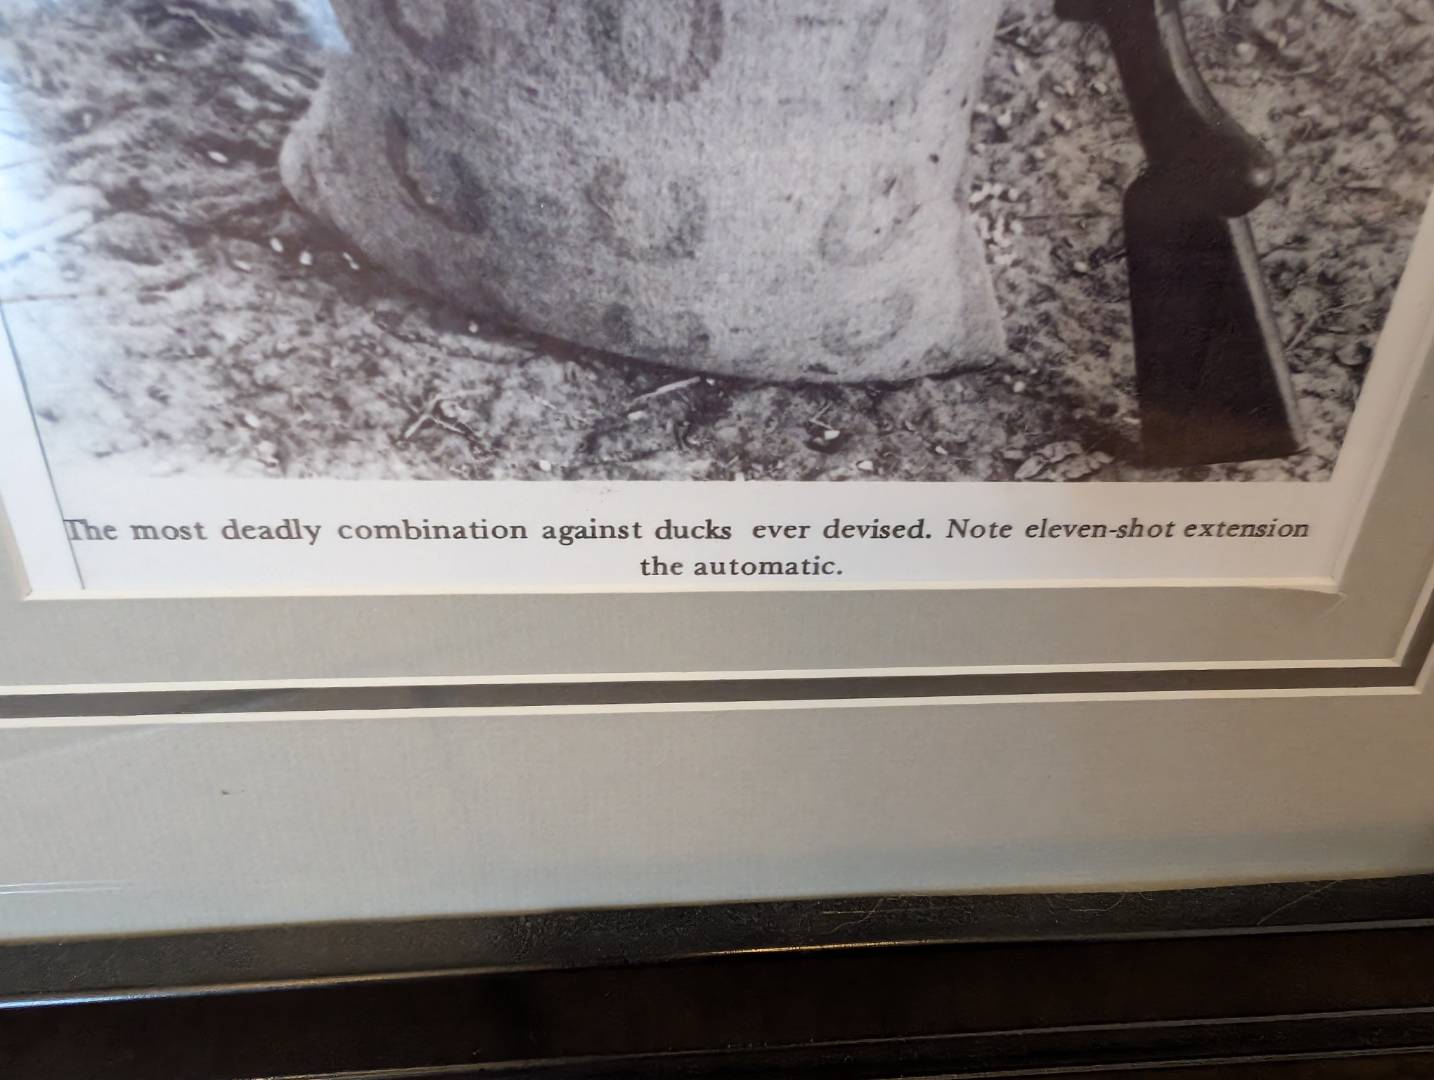 The most deadly combination against ducks ever devised. Note eleven-shot extension
the automatic.